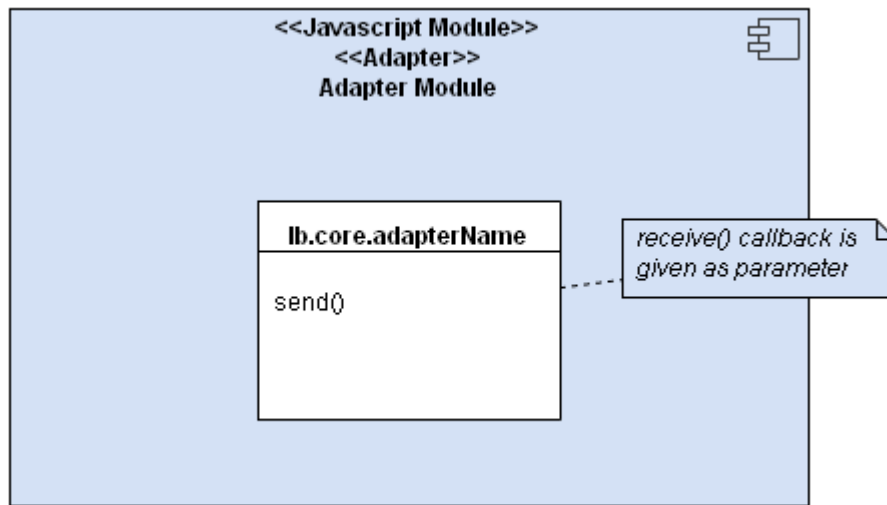 <<Javascript Module>>
<<Adapter>>
Adapter Module
lb.core.adapterName
send()
receive() callback is
given as parameter